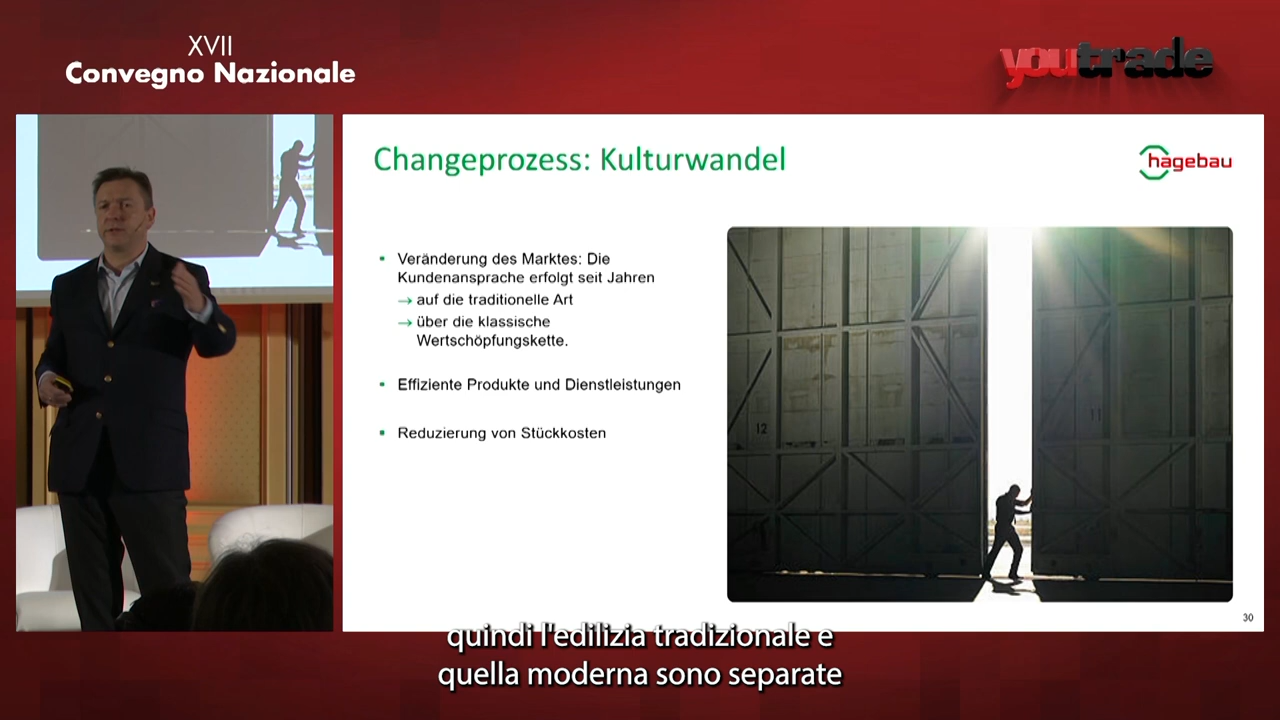 XVII
Convegno Nazionale
youtrade
Changeprozess: Kulturwandel
hagebau
▪ Veränderung des Marktes: Die
Kundenansprache erfolgt seit Jahren
→ auf die traditionelle Art
→ über die klassische
Wertschöpfungskette.
▪ Effiziente Produkte und Dienstleistungen
▪ Reduzierung von Stückkosten
12
11
30
quindi l'edilizia tradizionale e
quella moderna sono separate